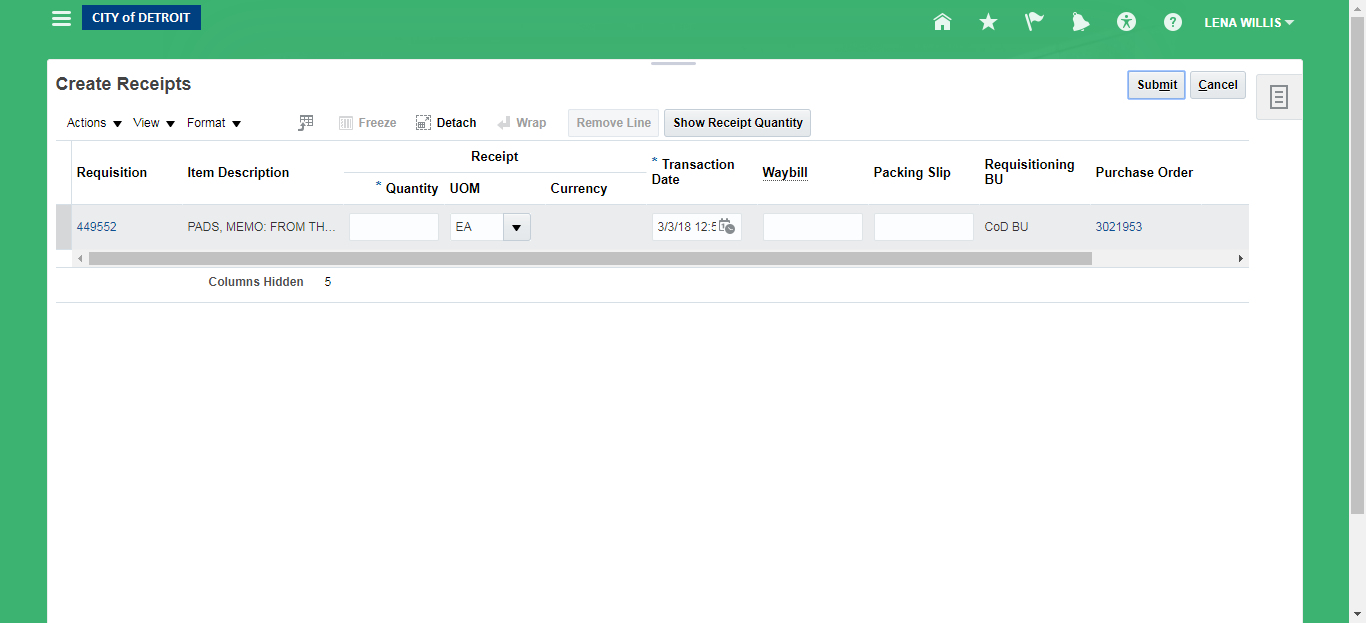 CITY of DETROIT
LENA WILLIS
Create Receipts
Submit
Cancel
Actions View Format Freeze Detach Wrap Remove Line Show Receipt Quantity
Receipt
Requisition Item Description * Quantity UOM Currency * Transaction Date Waybill Packing Slip Requisitioning BU Purchase Order
449552 PADS, MEMO: FROM TH... EA 3/3/18 12:5 CoD BU 3021953
Columns Hidden 5